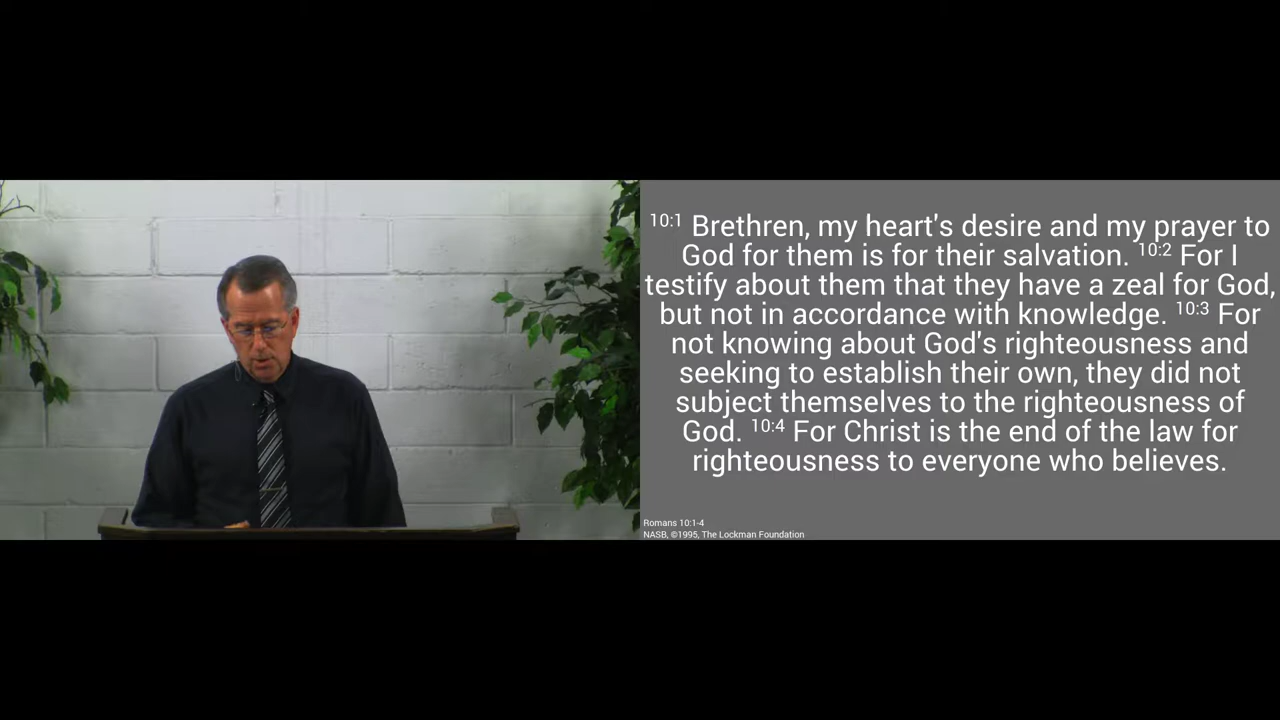 10:1 Brethren, my heart's desire and my prayer to
God for them is for their salvation. 10:2 For I
testify about them that they have a zeal for God,
but not in accordance with knowledge. 10:3 For
not knowing about God's righteousness and
seeking to establish their own, they did not
subject themselves to the righteousness of
God. 10:4 For Christ is the end of the law for
righteousness to everyone who believes.
Romans 10:1-4
NASB, ©1995, The Lockman Foundation